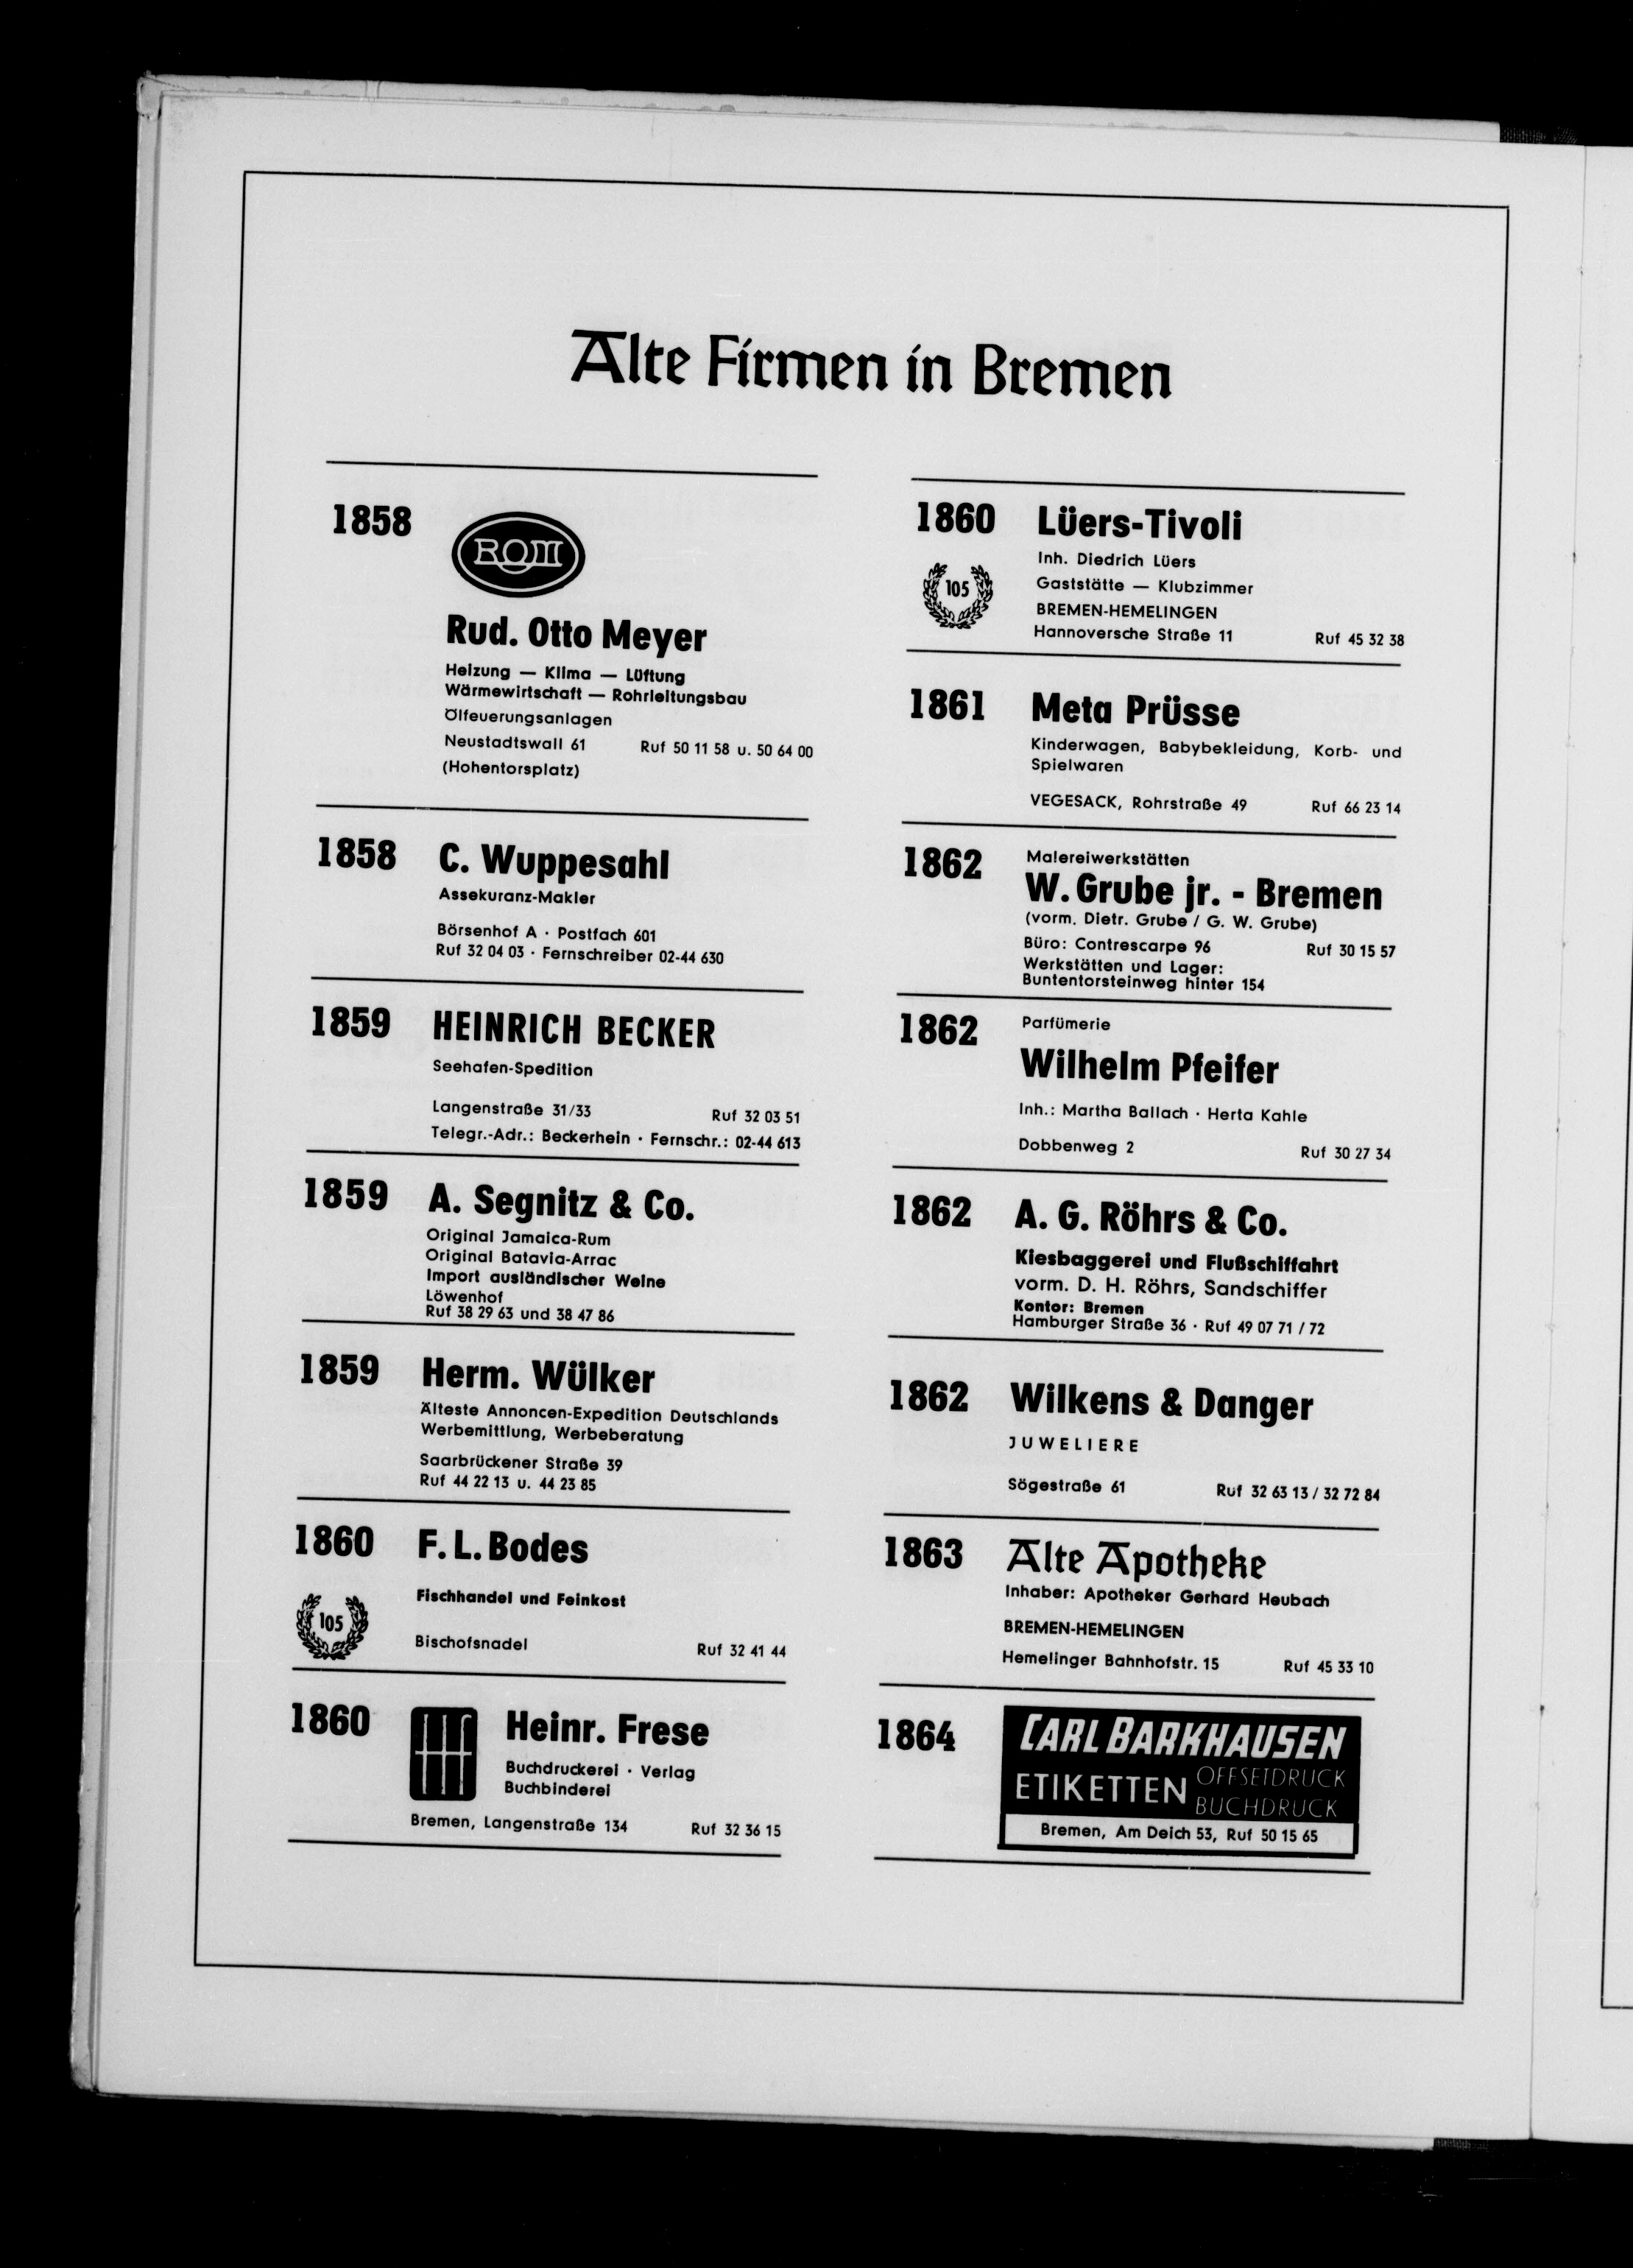 Alte Firmen in Bremen
1858
ROM
Rud. Otto Meyer
Heizung — Klima — Lüftung
Wärmewirtschaft — Rohrleitungsbau
Ölfeuerungsanlagen
Neustadtswall 61 Ruf 50 11 58 u. 50 64 00
(Hohentorsplatz)
1858 C. Wuppesahl
Assekuranz-Makler
Börsenhof A · Postfach 601
Ruf 32 04 03 · Fernschreiber 02-44 630
1859 HEINRICH BECKER
Seehafen-Spedition
Langenstraße 31/33 Ruf 32 03 51
Telegr.-Adr.: Beckerhein · Fernschr.: 02-44 613
1859 A. Segnitz & Co.
Original Jamaica-Rum
Original Batavia-Arrac
Import ausländischer Weine
Löwenhof
Ruf 38 29 63 und 38 47 86
1859 Herm. Wülker
Älteste Annoncen-Expedition Deutschlands
Werbemittlung, Werbeberatung
Saarbrückener Straße 39
Ruf 44 22 13 u. 44 23 85
1860 F. L. Bodes
Fischhandel und Feinkost
105
Bischofsnadel Ruf 32 41 44
1860 Heinr. Frese
Buchdruckerei · Verlag
Buchbinderei
Bremen, Langenstraße 134 Ruf 32 36 15
1860 Lüers-Tivoli
Inh. Diedrich Lüers
105
Gaststätte — Klubzimmer
BREMEN-HEMELINGEN
Hannoversche Straße 11 Ruf 45 32 38
1861 Meta Prüsse
Kinderwagen, Babybekleidung, Korb- und
Spielwaren
VEGESACK, Rohrstraße 49 Ruf 66 23 14
1862 Malereiwerkstätten
W. Grube jr. - Bremen
(vorm. Dietr. Grube / G. W. Grube)
Büro: Contrescarpe 96 Ruf 30 15 57
Werkstätten und Lager:
Buntentorsteinweg hinter 154
1862 Parfümerie
Wilhelm Pfeifer
Inh.: Martha Ballach · Herta Kahle
Dobbenweg 2 Ruf 30 27 34
1862 A. G. Röhrs & Co.
Kiesbaggerei und Flußschiffahrt
vorm. D. H. Röhrs, Sandschiffer
Kontor: Bremen
Hamburger Straße 36 · Ruf 49 07 71 / 72
1862 Wilkens & Danger
JUWELIERE
Sögestraße 61 Ruf 32 63 13 / 32 72 84
1863 Alte Apotheke
Inhaber: Apotheker Gerhard Heubach
BREMEN-HEMELINGEN
Hemelinger Bahnhofstr. 15 Ruf 45 33 10
1864 CARL BARKHAUSEN
ETIKETTEN OFFSETDRUCK
BUCHDRUCK
Bremen, Am Deich 53, Ruf 50 15 65